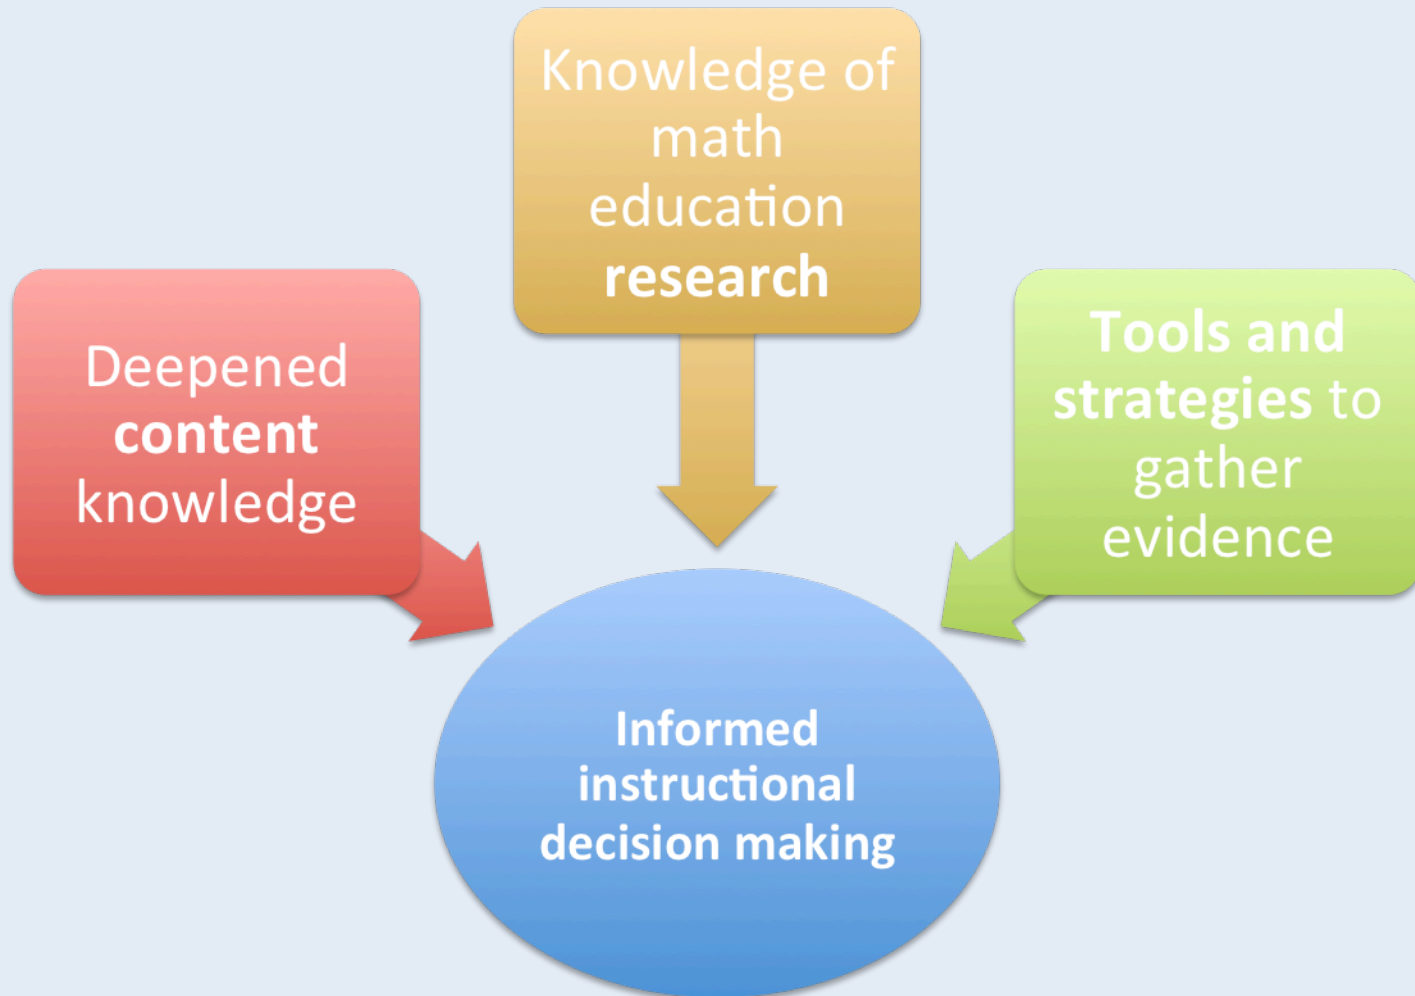 Knowledge of
math
education
research
Deepened
content
knowledge
Tools and
strategies to
gather
evidence
Informed
instructional
decision making